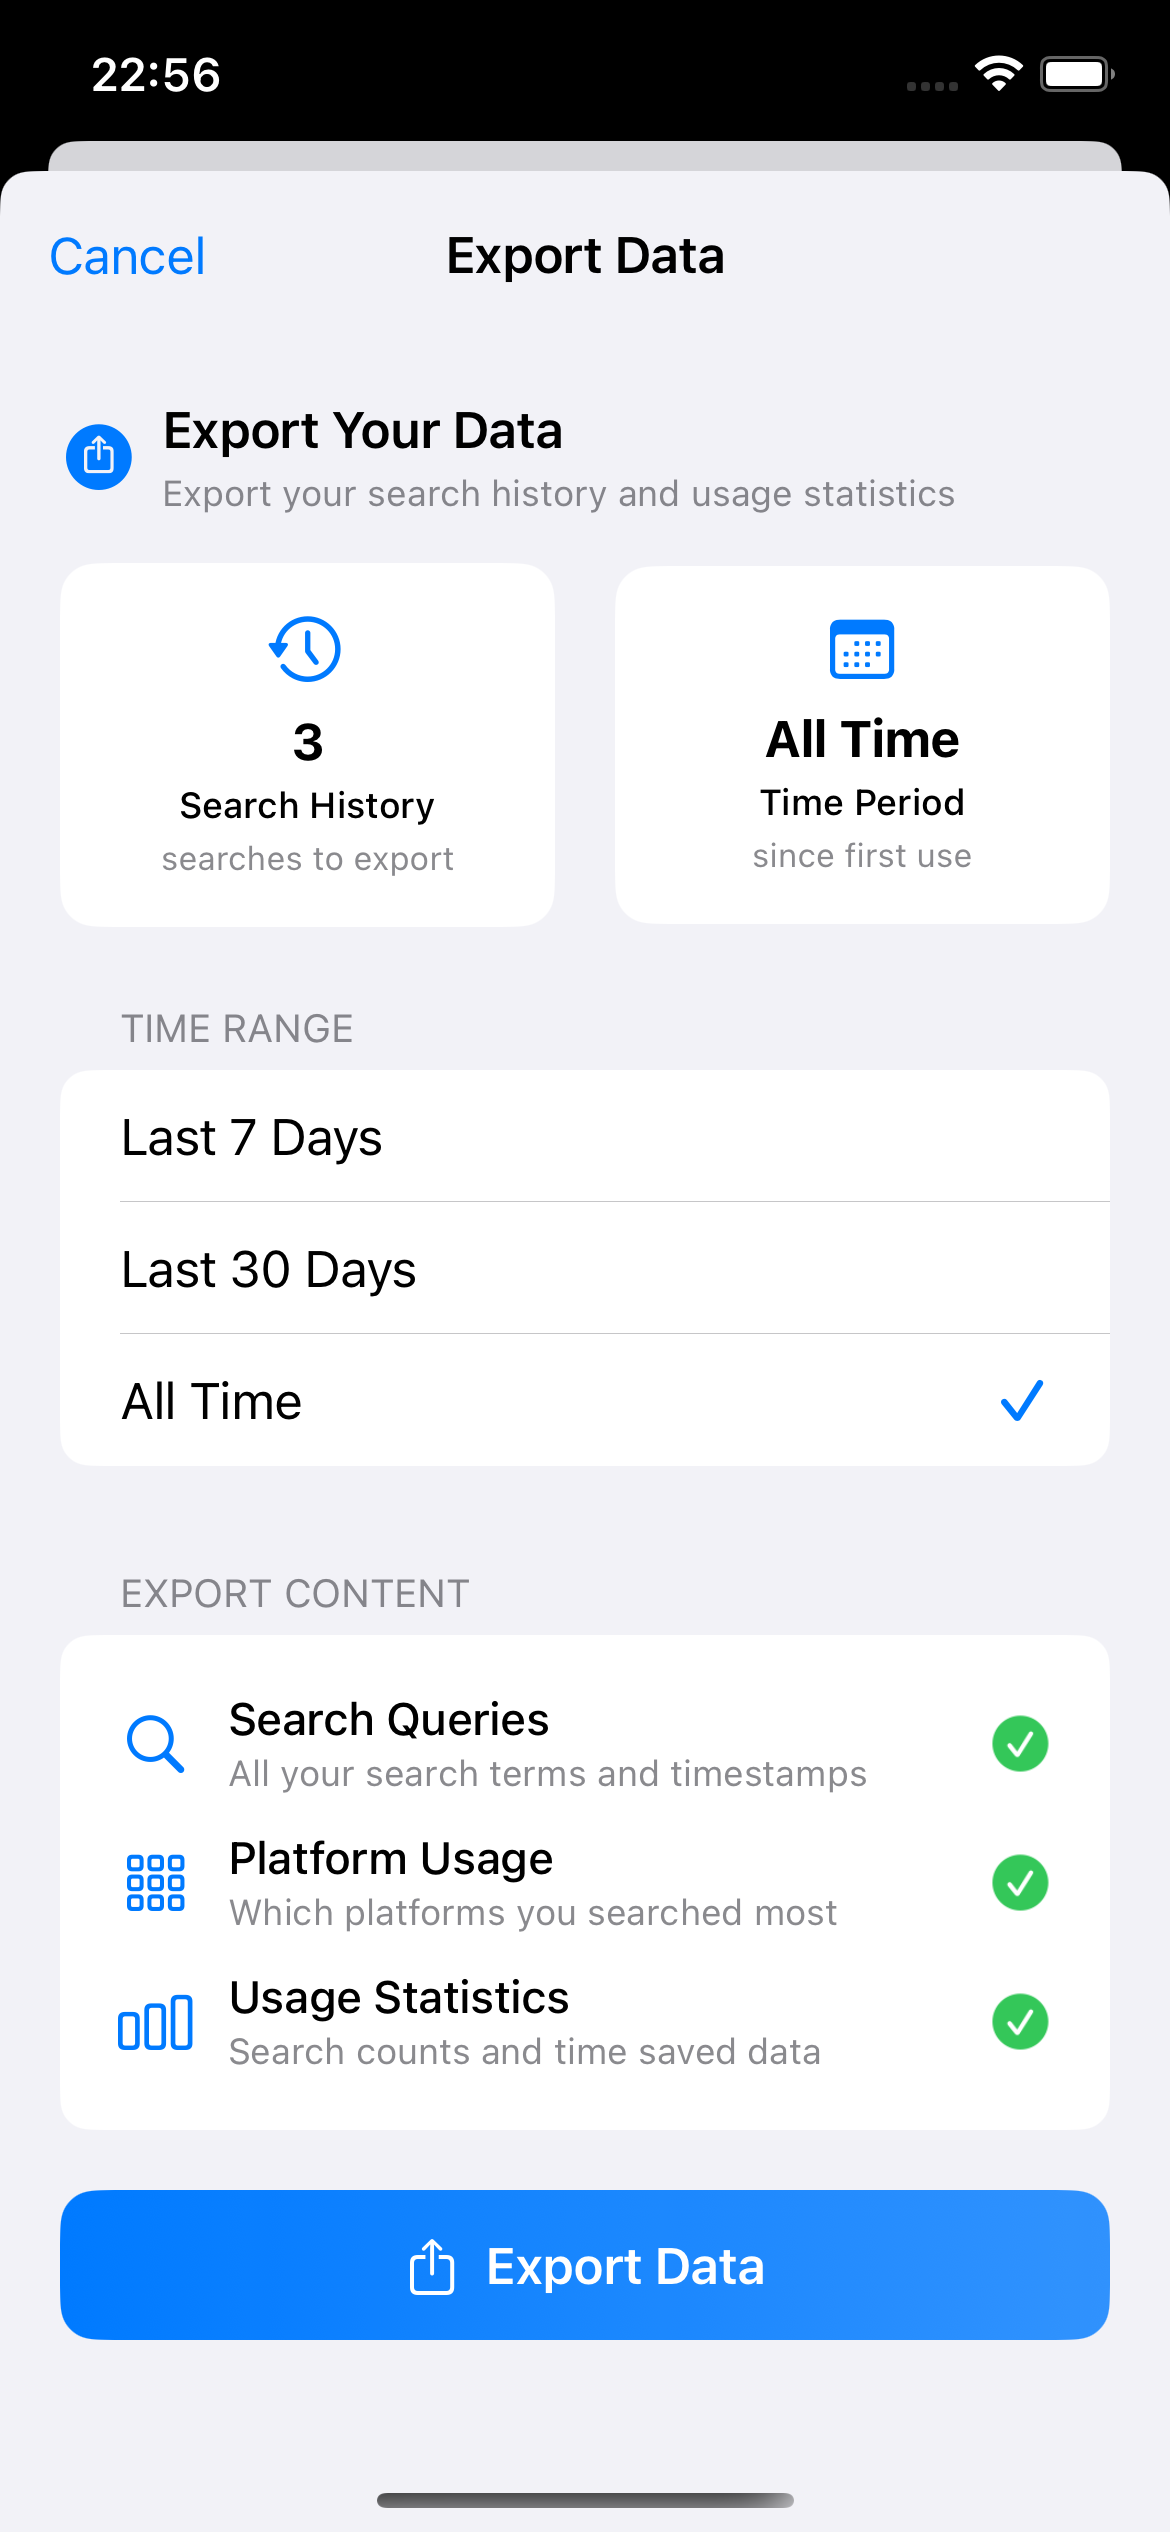 22:56
Cancel
Export Data
Export Your Data
Export your search history and usage statistics
3
Search History
searches to export
All Time
Time Period
since first use
TIME RANGE
Last 7 Days
Last 30 Days
All Time
EXPORT CONTENT
Search Queries
All your search terms and timestamps
Platform Usage
Which platforms you searched most
Usage Statistics
Search counts and time saved data
Export Data